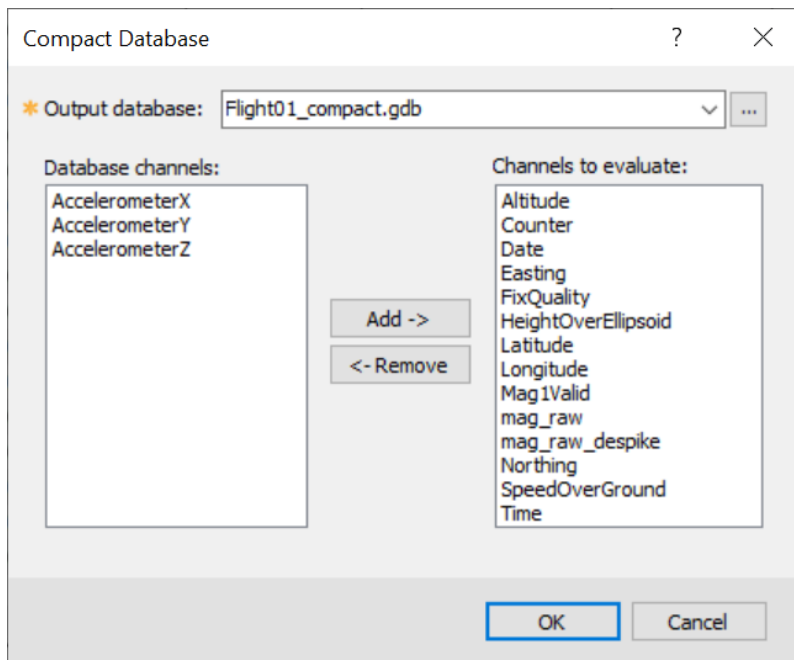 Compact Database
?
* Output database: Flight01_compact.gdb ...
Database channels:
AccelerometerX
AccelerometerY
AccelerometerZ
Add ->
<- Remove
Channels to evaluate:
Altitude
Counter
Date
Easting
FixQuality
HeightOverEllipsoid
Latitude
Longitude
Mag1Valid
mag_raw
mag_raw_despike
Northing
SpeedOverGround
Time
OK
Cancel